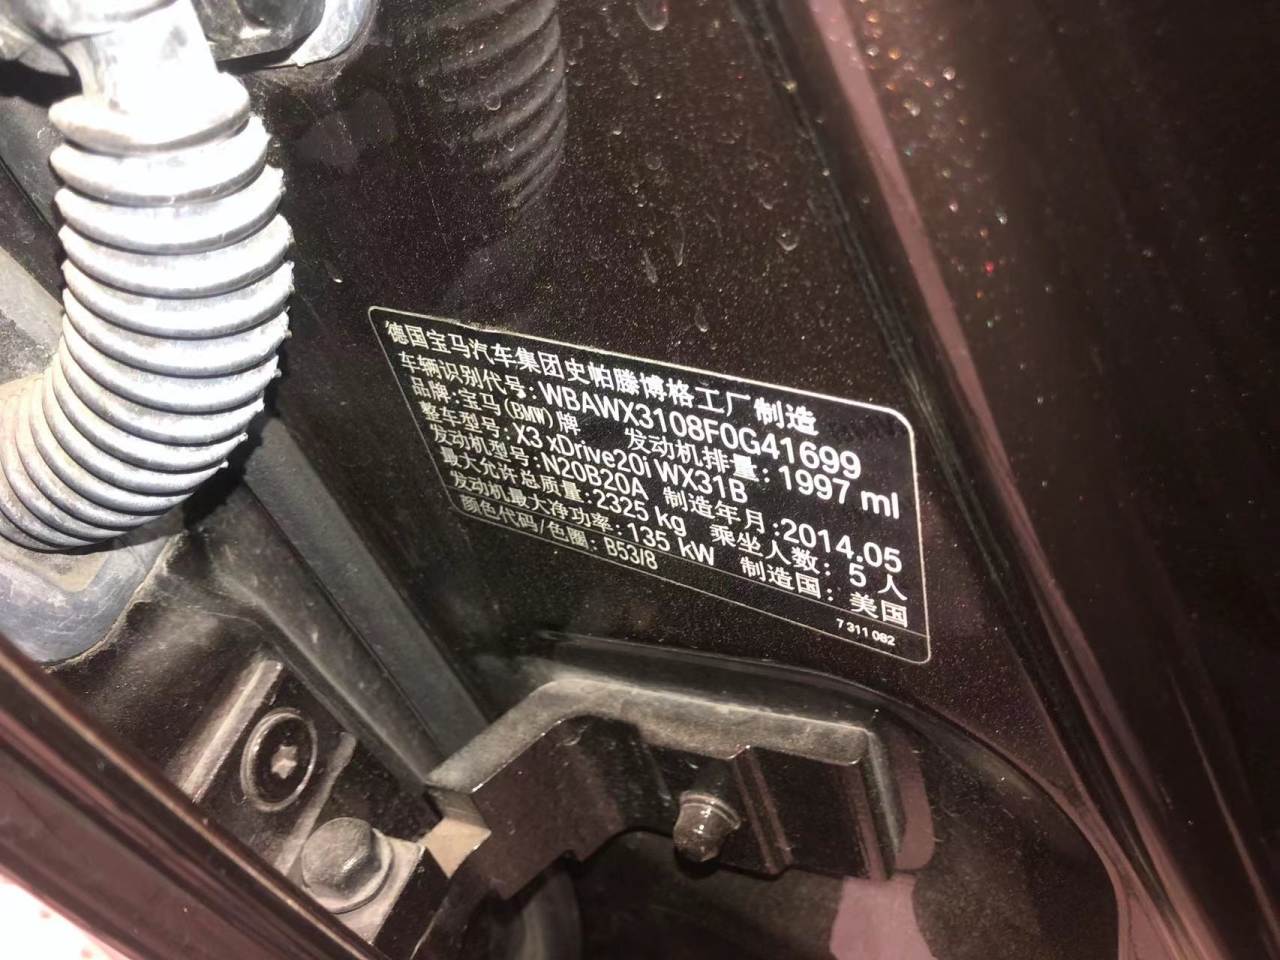 德国宝马汽车集团史帕滕博格工厂制造
车辆识别代号: WBAWX3108F0G41699
品牌: 宝马(BMW)牌 发动机排量: 1997 ml
整车型号: X3 xDrive20i WX31B
发动机型号: N20B20A 制造年月: 2014.05
最大允许总质量: 2325 kg 乘坐人数: 5 人
发动机最大净功率: 135 kW 制造国: 美国
颜色代码/色圈: B53/8
7 311 082